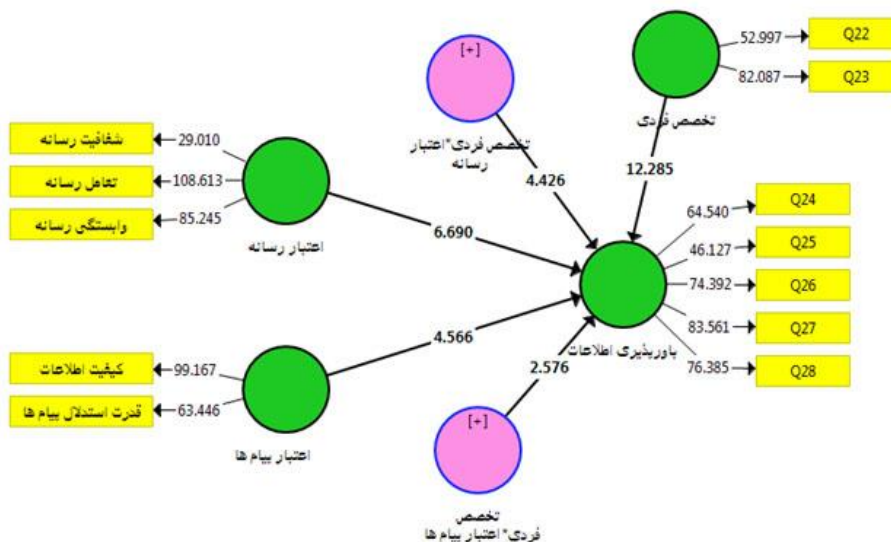 [+]
تخصص فردی*اعتبار
رسانه
4.426
تخصص فردی
52.997
Q22
82.087
Q23
12.285
شفافیت رسانه
29.010
تعامل رسانه
108.613
وابستگی رسانه
85.245
اعتبار رسانه
6.690
64.540
Q24
46.127
Q25
74.392
Q26
83.561
Q27
76.385
Q28
باورپذیری اطلاعات
4.566
کیفیت اطلاعات
99.167
قدرت استدلال پیام ها
63.446
اعتبار پیام ها
2.576
[+]
تخصص
فردی*اعتبار پیام ها